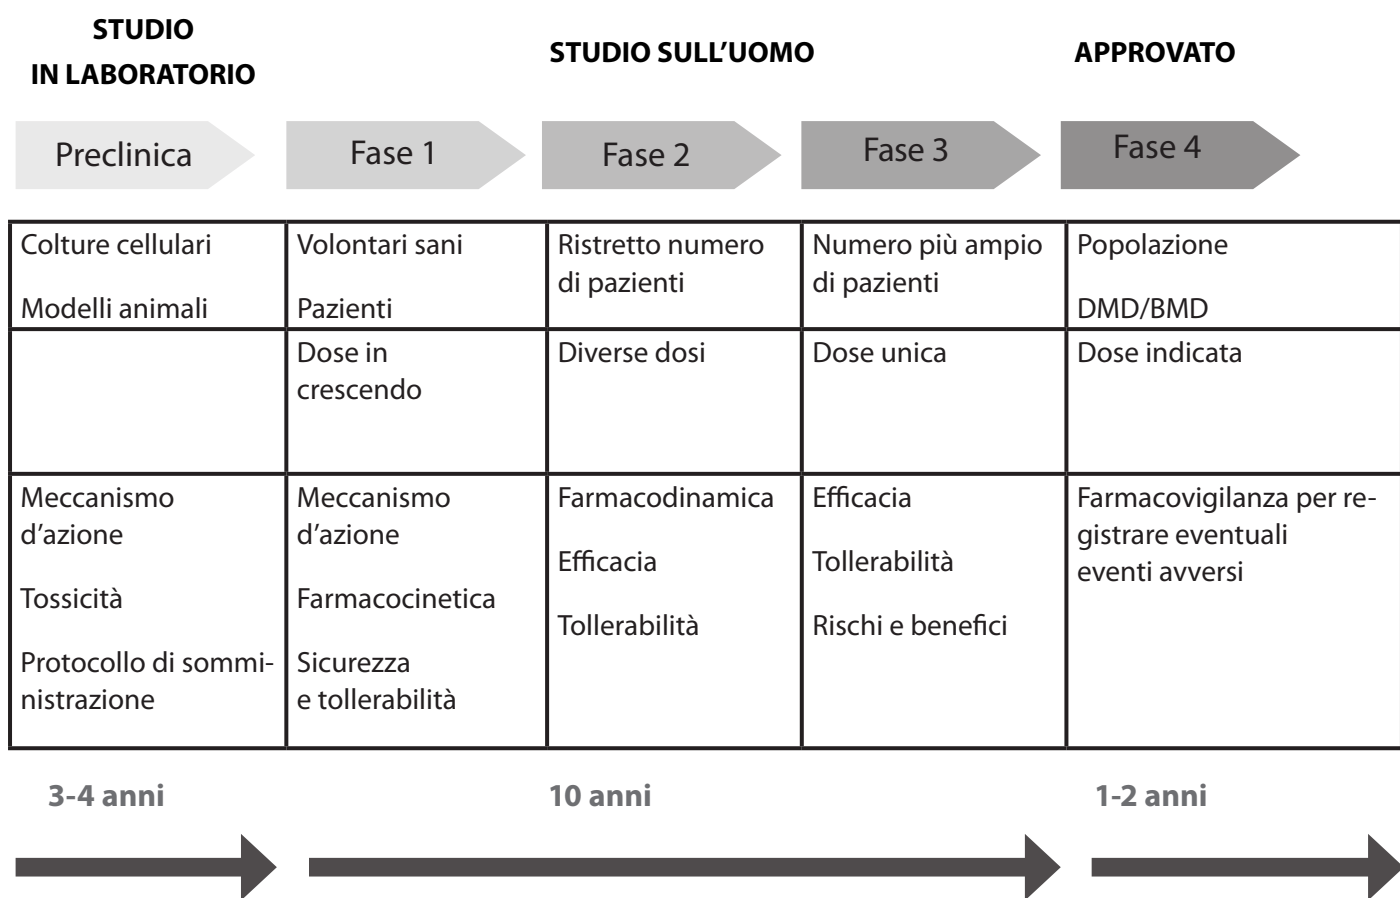 STUDIO
IN LABORATORIO
STUDIO SULL’UOMO
APPROVATO
Preclinica
Fase 1
Fase 2
Fase 3
Fase 4
Colture cellulari
Modelli animali
Volontari sani
Pazienti
Ristretto numero
di pazienti
Numero più ampio
di pazienti
Popolazione
DMD/BMD
Dose in
crescendo
Diverse dosi
Dose unica
Dose indicata
Meccanismo
d’azione
Tossicità
Protocollo di sommi-
nistrazione
Meccanismo
d’azione
Farmacocinetica
Sicurezza
e tollerabilità
Farmacodinamica
Efficacia
Tollerabilità
Efficacia
Tollerabilità
Rischi e benefici
Farmacovigilanza per re-
gistrare eventuali
eventi avversi
3-4 anni
10 anni
1-2 anni